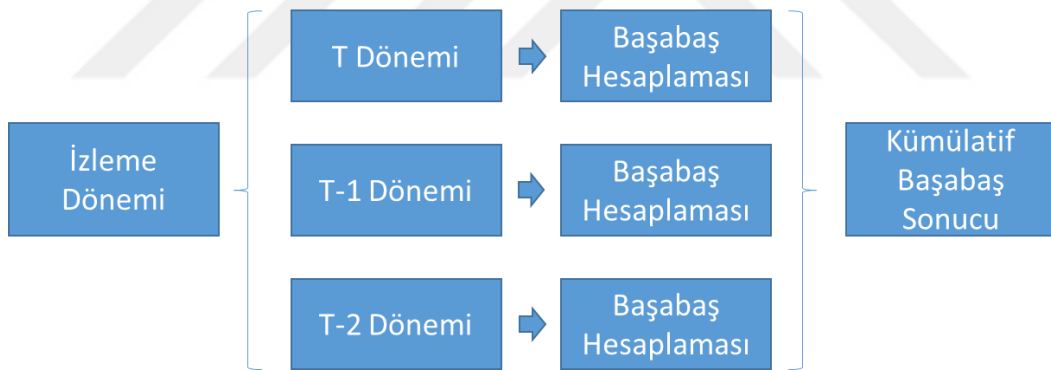 T Dönemi
Başabaş
Hesaplaması
İzleme
Dönemi
T-1 Dönemi
Başabaş
Hesaplaması
Kümülatif
Başabaş
Sonucu
T-2 Dönemi
Başabaş
Hesaplaması